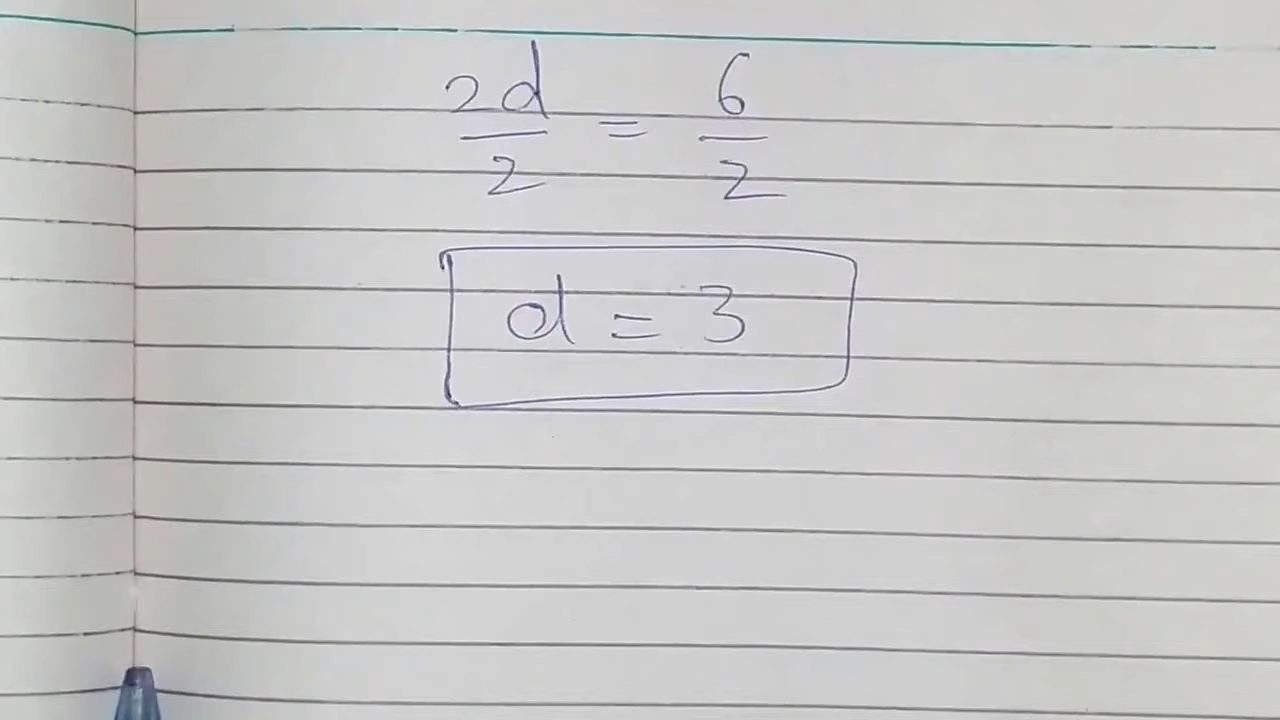 2d/2 = 6/2
d = 3